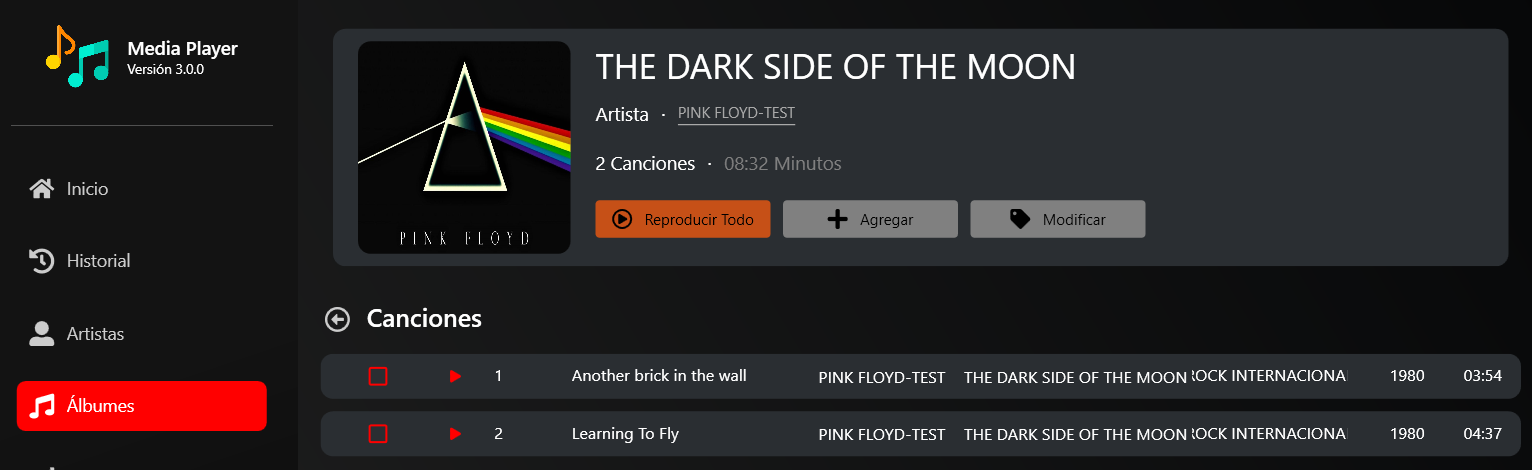 Media Player
Versión 3.0.0
Inicio
Historial
Artistas
Álbumes
PINK FLOYD
THE DARK SIDE OF THE MOON
Artista · PINK FLOYD-TEST
2 Canciones · 08:32 Minutos
Reproducir Todo Agregar Modificar
Canciones
1 Another brick in the wall PINK FLOYD-TEST THE DARK SIDE OF THE MOON ROCK INTERNACIONA 1980 03:54
2 Learning To Fly PINK FLOYD-TEST THE DARK SIDE OF THE MOON ROCK INTERNACIONA 1980 04:37